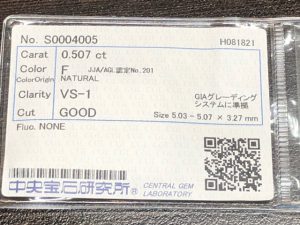 No. S0004005 H081821
Carat 0.507 ct
Color F JJA/AGL認定No.201
ColorOrigin NATURAL
Clarity VS-1 GIAグレーディング
システムに準拠
Cut GOOD Size 5.03 - 5.07 × 3.27 mm
Fluo. NONE
中央宝石研究所® CENTRAL GEM
LABORATORY